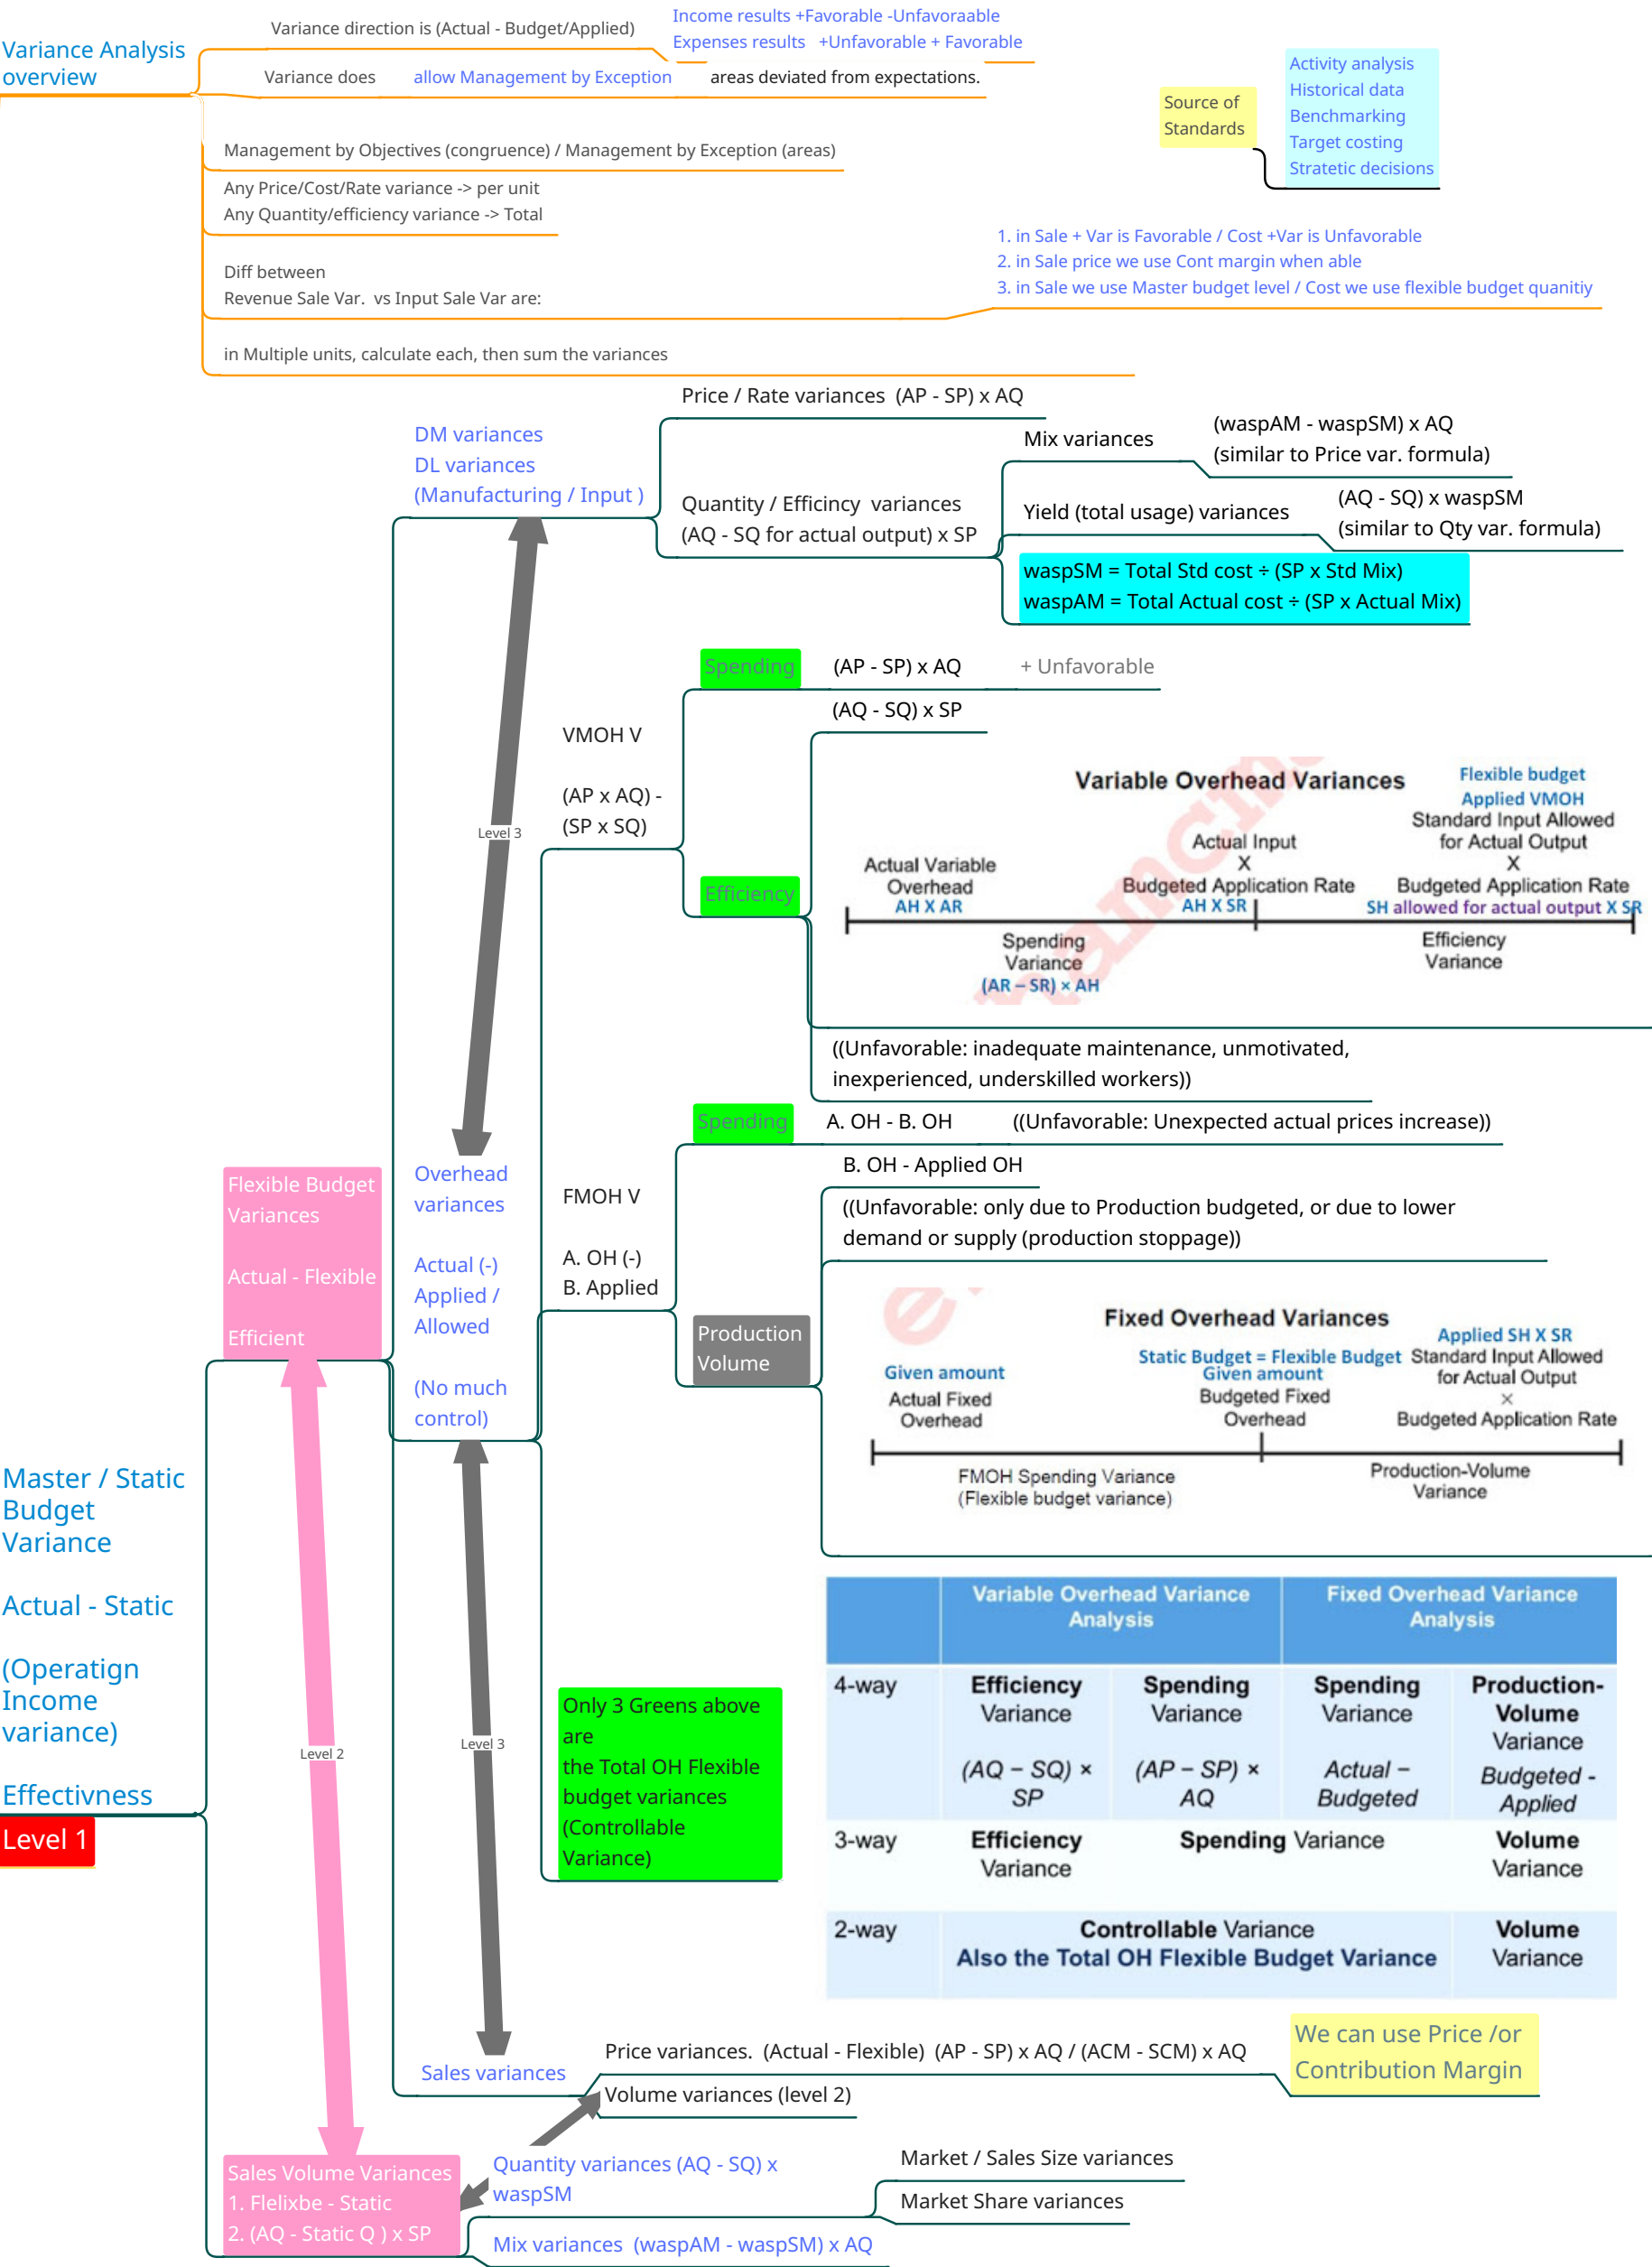 Variance Analysis
overview
Variance direction is (Actual - Budget/Applied)
Income results +Favorable -Unfavoraable
Expenses results   +Unfavorable + Favorable
Variance does
allow Management by Exception
areas deviated from expectations.
Source of
Standards
Activity analysis
Historical data
Benchmarking
Target costing
Stratetic decisions
Management by Objectives (congruence) / Management by Exception (areas)
Any Price/Cost/Rate variance -> per unit
Any Quantity/efficiency variance -> Total
Diff between
Revenue Sale Var.  vs Input Sale Var are:
1. in Sale + Var is Favorable / Cost +Var is Unfavorable
2. in Sale price we use Cont margin when able
3. in Sale we use Master budget level / Cost we use flexible budget quanitiy
in Multiple units, calculate each, then sum the variances
DM variances
DL variances
(Manufacturing / Input )
Price / Rate variances  (AP - SP) x AQ
Quantity / Efficincy  variances
(AQ - SQ for actual output) x SP
Mix variances
(waspAM - waspSM) x AQ
(similar to Price var. formula)
Yield (total usage) variances
(AQ - SQ) x waspSM
(similar to Qty var. formula)
waspSM = Total Std cost ÷ (SP x Std Mix)
waspAM = Total Actual cost ÷ (SP x Actual Mix)
Level 3
VMOH V
(AP x AQ) -
(SP x SQ)
Spending
(AP - SP) x AQ
+ Unfavorable
Efficiency
(AQ - SQ) x SP
Variable Overhead Variances
Flexible budget
Applied VMOH
Standard Input Allowed
for Actual Output
X
Budgeted Application Rate
SH allowed for actual output X SR
Actual Input
X
Budgeted Application Rate
AH X SR
Actual Variable
Overhead
AH X AR
Spending
Variance
(AR – SR) × AH
Efficiency
Variance
((Unfavorable: inadequate maintenance, unmotivated,
inexperienced, underskilled workers))
Flexible Budget
Variances
Actual - Flexible
Efficient
Overhead
variances
Actual (-)
Applied /
Allowed
(No much
control)
FMOH V
A. OH (-)
B. Applied
Spending
A. OH - B. OH
((Unfavorable: Unexpected actual prices increase))
Production
Volume
B. OH - Applied OH
((Unfavorable: only due to Production budgeted, or due to lower
demand or supply (production stoppage))
Fixed Overhead Variances
Given amount
Actual Fixed
Overhead
Static Budget = Flexible Budget
Given amount
Budgeted Fixed
Overhead
Applied SH X SR
Standard Input Allowed
for Actual Output
×
Budgeted Application Rate
FMOH Spending Variance
(Flexible budget variance)
Production-Volume
Variance
Master / Static
Budget
Variance
Actual - Static
(Operatign
Income
variance)
Effectivness
Level 1
Level 2
Level 3
Only 3 Greens above
are
the Total OH Flexible
budget variances
(Controllable
Variance)
Variable Overhead Variance
Analysis
Fixed Overhead Variance
Analysis
4-way
Efficiency
Variance
(AQ – SQ) ×
SP
Spending
Variance
(AP – SP) ×
AQ
Spending
Variance
Actual –
Budgeted
Production-
Volume
Variance
Budgeted -
Applied
3-way
Efficiency
Variance
Spending Variance
Volume
Variance
2-way
Controllable Variance
Also the Total OH Flexible Budget Variance
Volume
Variance
Sales variances
Price variances.  (Actual - Flexible)  (AP - SP) x AQ / (ACM - SCM) x AQ
We can use Price /or
Contribution Margin
Volume variances (level 2)
Sales Volume Variances
1. Flelixbe - Static
2. (AQ - Static Q ) x SP
Quantity variances (AQ - SQ) x
waspSM
Market / Sales Size variances
Market Share variances
Mix variances  (waspAM - waspSM) x AQ